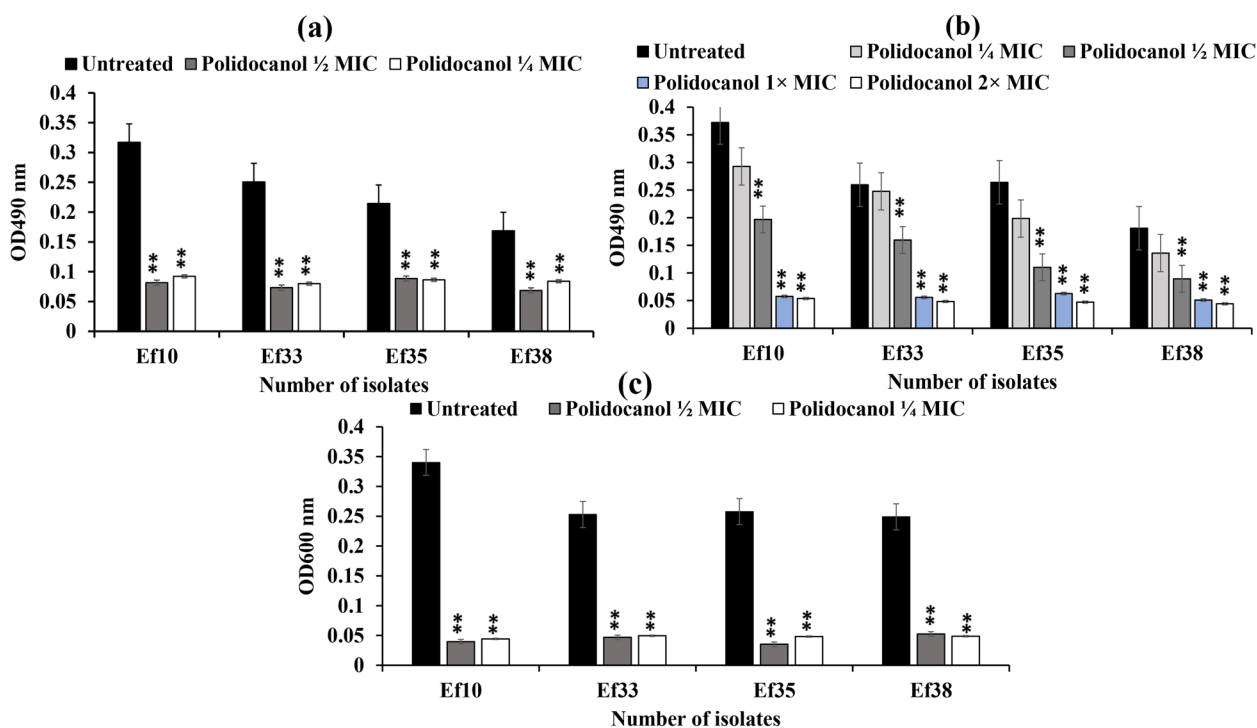 (a)
Untreated Polidocanol ½ MIC Polidocanol ¼ MIC
0.4
0.35
0.3
0.25
0.2
0.15
0.1
0.05
0
OD490 nm
** ** ** ** ** ** ** **
Ef10 Ef33 Ef35 Ef38
Number of isolates
(b)
Untreated Polidocanol ¼ MIC Polidocanol ½ MIC
Polidocanol 1× MIC Polidocanol 2× MIC
0.4
0.35
0.3
0.25
0.2
0.15
0.1
0.05
0
OD490 nm
** ** ** ** ** ** ** ** ** ** ** **
Ef10 Ef33 Ef35 Ef38
Number of isolates
(c)
Untreated Polidocanol ½ MIC Polidocanol ¼ MIC
0.4
0.35
0.3
0.25
0.2
0.15
0.1
0.05
0
OD600 nm
** ** ** ** ** ** ** **
Ef10 Ef33 Ef35 Ef38
Number of isolates